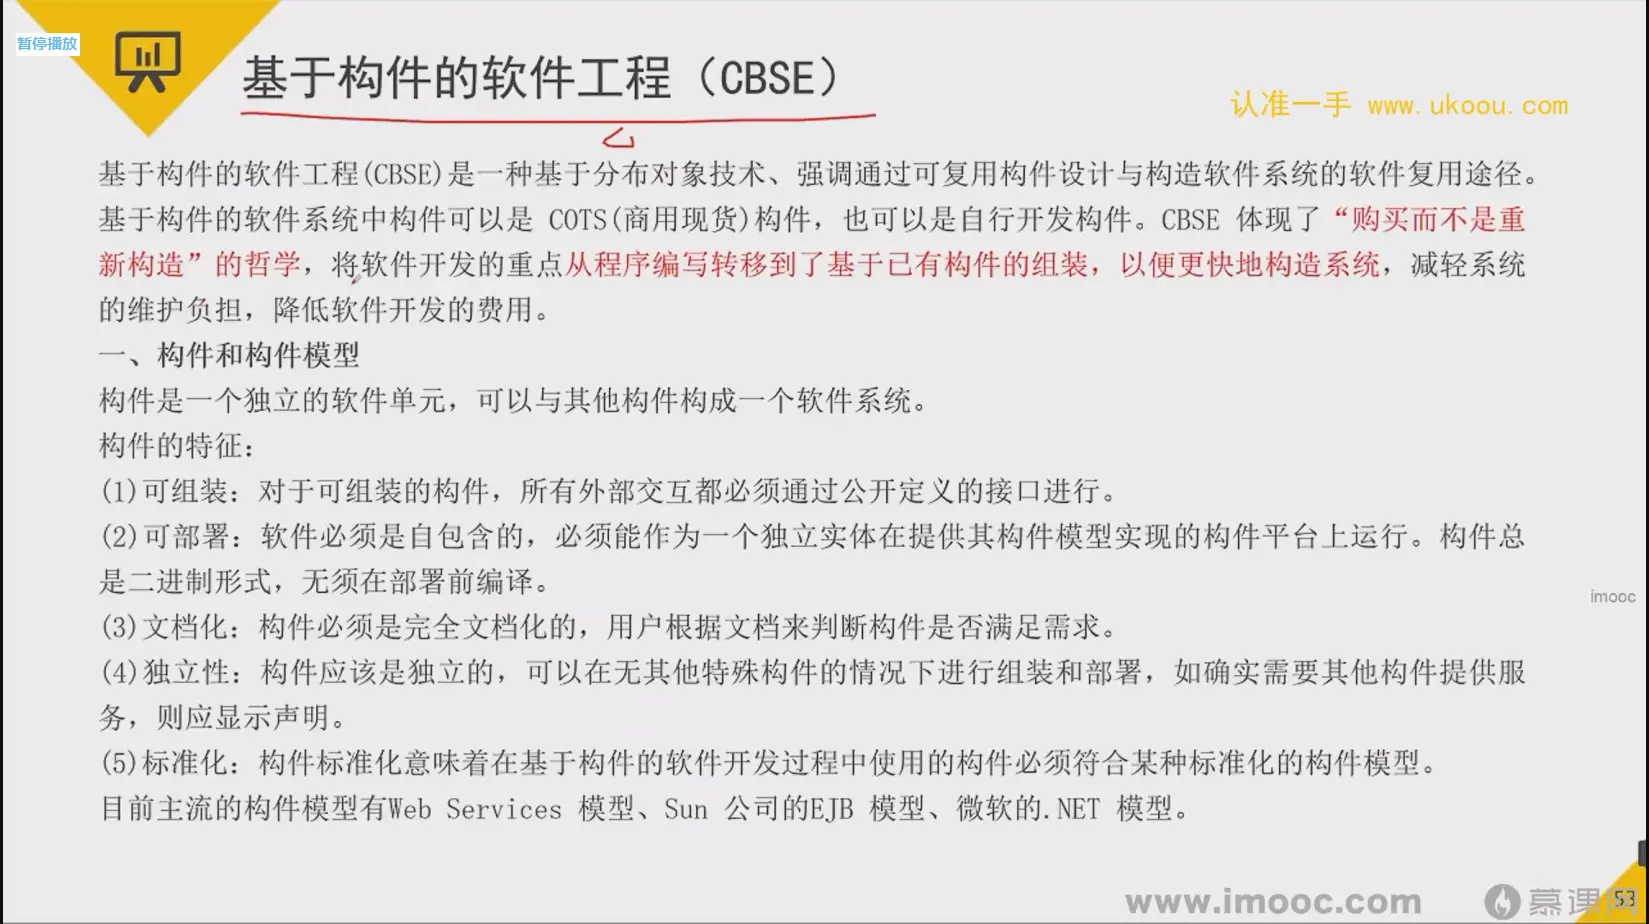 暂停播放
基于构件的软件工程（CBSE）
认准一手 www.ukoou.com
基于构件的软件工程(CBSE)是一种基于分布对象技术、强调通过可复用构件设计与构造软件系统的软件复用途径。
基于构件的软件系统中构件可以是 COTS(商用现货)构件，也可以是自行开发构件。CBSE 体现了“购买而不是重
新构造”的哲学，将软件开发的重点从程序编写转移到了基于已有构件的组装，以便更快地构造系统，减轻系统
的维护负担，降低软件开发的费用。
一、构件和构件模型
构件是一个独立的软件单元，可以与其他构件构成一个软件系统。
构件的特征：
(1)可组装：对于可组装的构件，所有外部交互都必须通过公开定义的接口进行。
(2)可部署：软件必须是自包含的，必须能作为一个独立实体在提供其构件模型实现的构件平台上运行。构件总
是二进制形式，无须在部署前编译。
imooc
(3)文档化：构件必须是完全文档化的，用户根据文档来判断构件是否满足需求。
(4)独立性：构件应该是独立的，可以在无其他特殊构件的情况下进行组装和部署，如确实需要其他构件提供服
务，则应显示声明。
(5)标准化：构件标准化意味着在基于构件的软件开发过程中使用的构件必须符合某种标准化的构件模型。
目前主流的构件模型有Web Services 模型、Sun 公司的EJB 模型、微软的.NET 模型。
www.imooc.com
慕课网
53